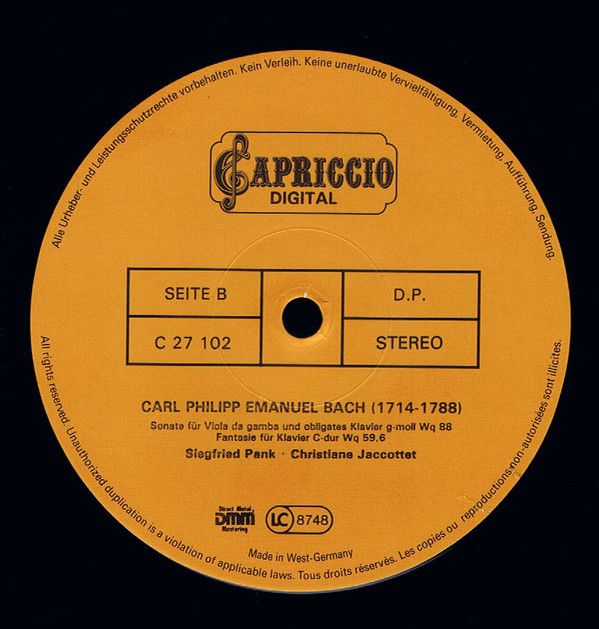 Alle Urheber- und Leistungsschutzrechte vorbehalten. Kein Verleih. Keine unerlaubte Vervielfältigung, Vermietung, Aufführung, Sendung.
CAPRICCIO
DIGITAL
SEITE B
D.P.
C 27 102
STEREO
CARL PHILIPP EMANUEL BACH (1714-1788)
Sonate für Viola da gamba und obligates Klavier g-moll Wq 88
Fantasie für Klavier C-dur Wq 59,6
Siegfried Pank · Christiane Jaccottet
Direct Metal
DMM
Mastering
LC 8748
Made in West-Germany
All rights reserved. Unauthorized duplication is a violation of applicable laws. Tous droits réservés. Les copies ou reproductions non-autorisées sont illicites.